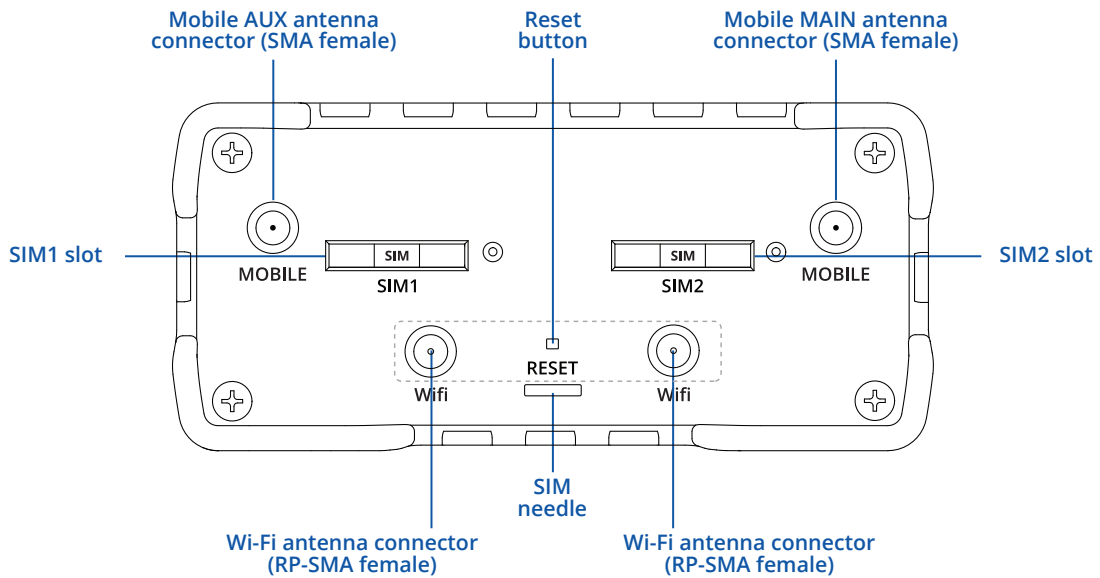 Mobile AUX antenna
connector (SMA female)
Reset
button
Mobile MAIN antenna
connector (SMA female)
SIM1 slot
MOBILE
SIM
SIM1
SIM
SIM2
MOBILE
SIM2 slot
RESET
Wifi
Wifi
SIM
needle
Wi-Fi antenna connector
(RP-SMA female)
Wi-Fi antenna connector
(RP-SMA female)